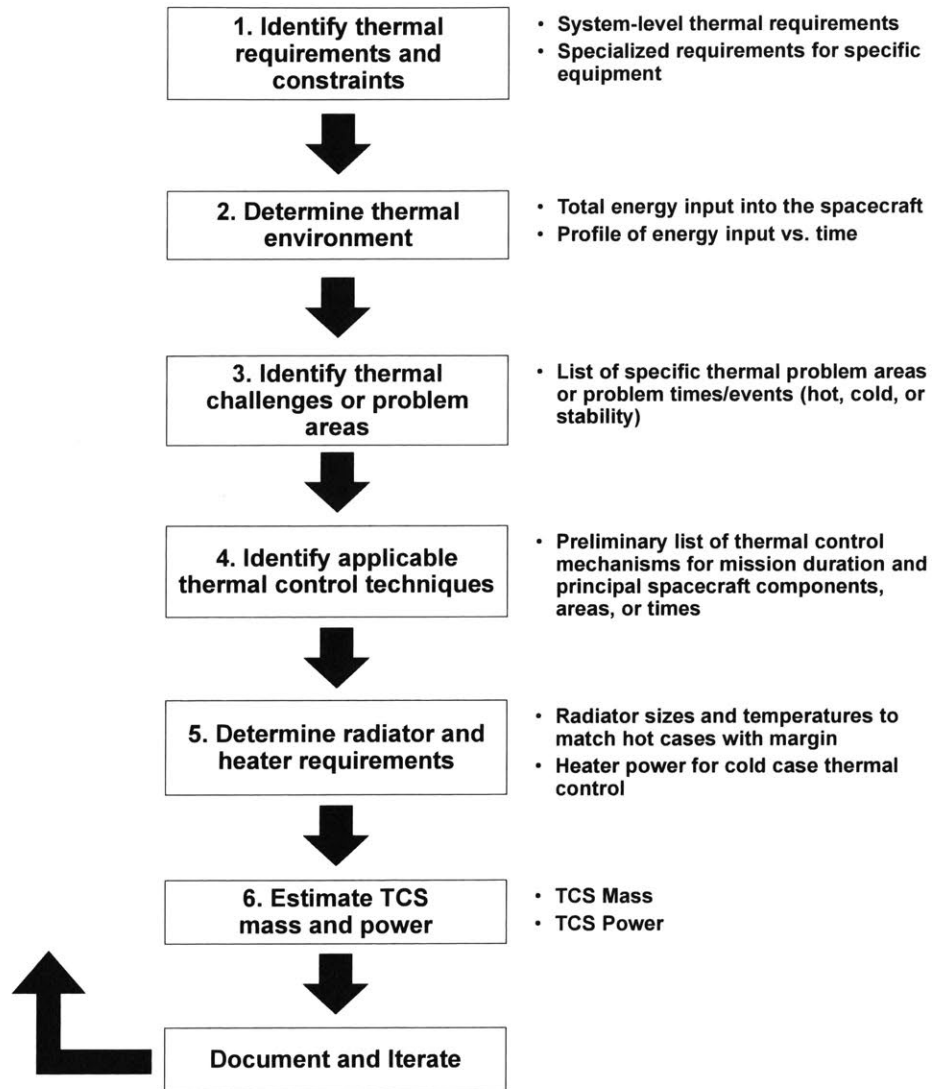 1. Identify thermal
requirements and
constraints
• System-level thermal requirements
• Specialized requirements for specific
equipment
2. Determine thermal
environment
• Total energy input into the spacecraft
• Profile of energy input vs. time
3. Identify thermal
challenges or problem
areas
• List of specific thermal problem areas
or problem times/events (hot, cold, or
stability)
4. Identify applicable
thermal control techniques
• Preliminary list of thermal control
mechanisms for mission duration and
principal spacecraft components,
areas, or times
5. Determine radiator and
heater requirements
• Radiator sizes and temperatures to
match hot cases with margin
• Heater power for cold case thermal
control
6. Estimate TCS
mass and power
• TCS Mass
• TCS Power
Document and Iterate